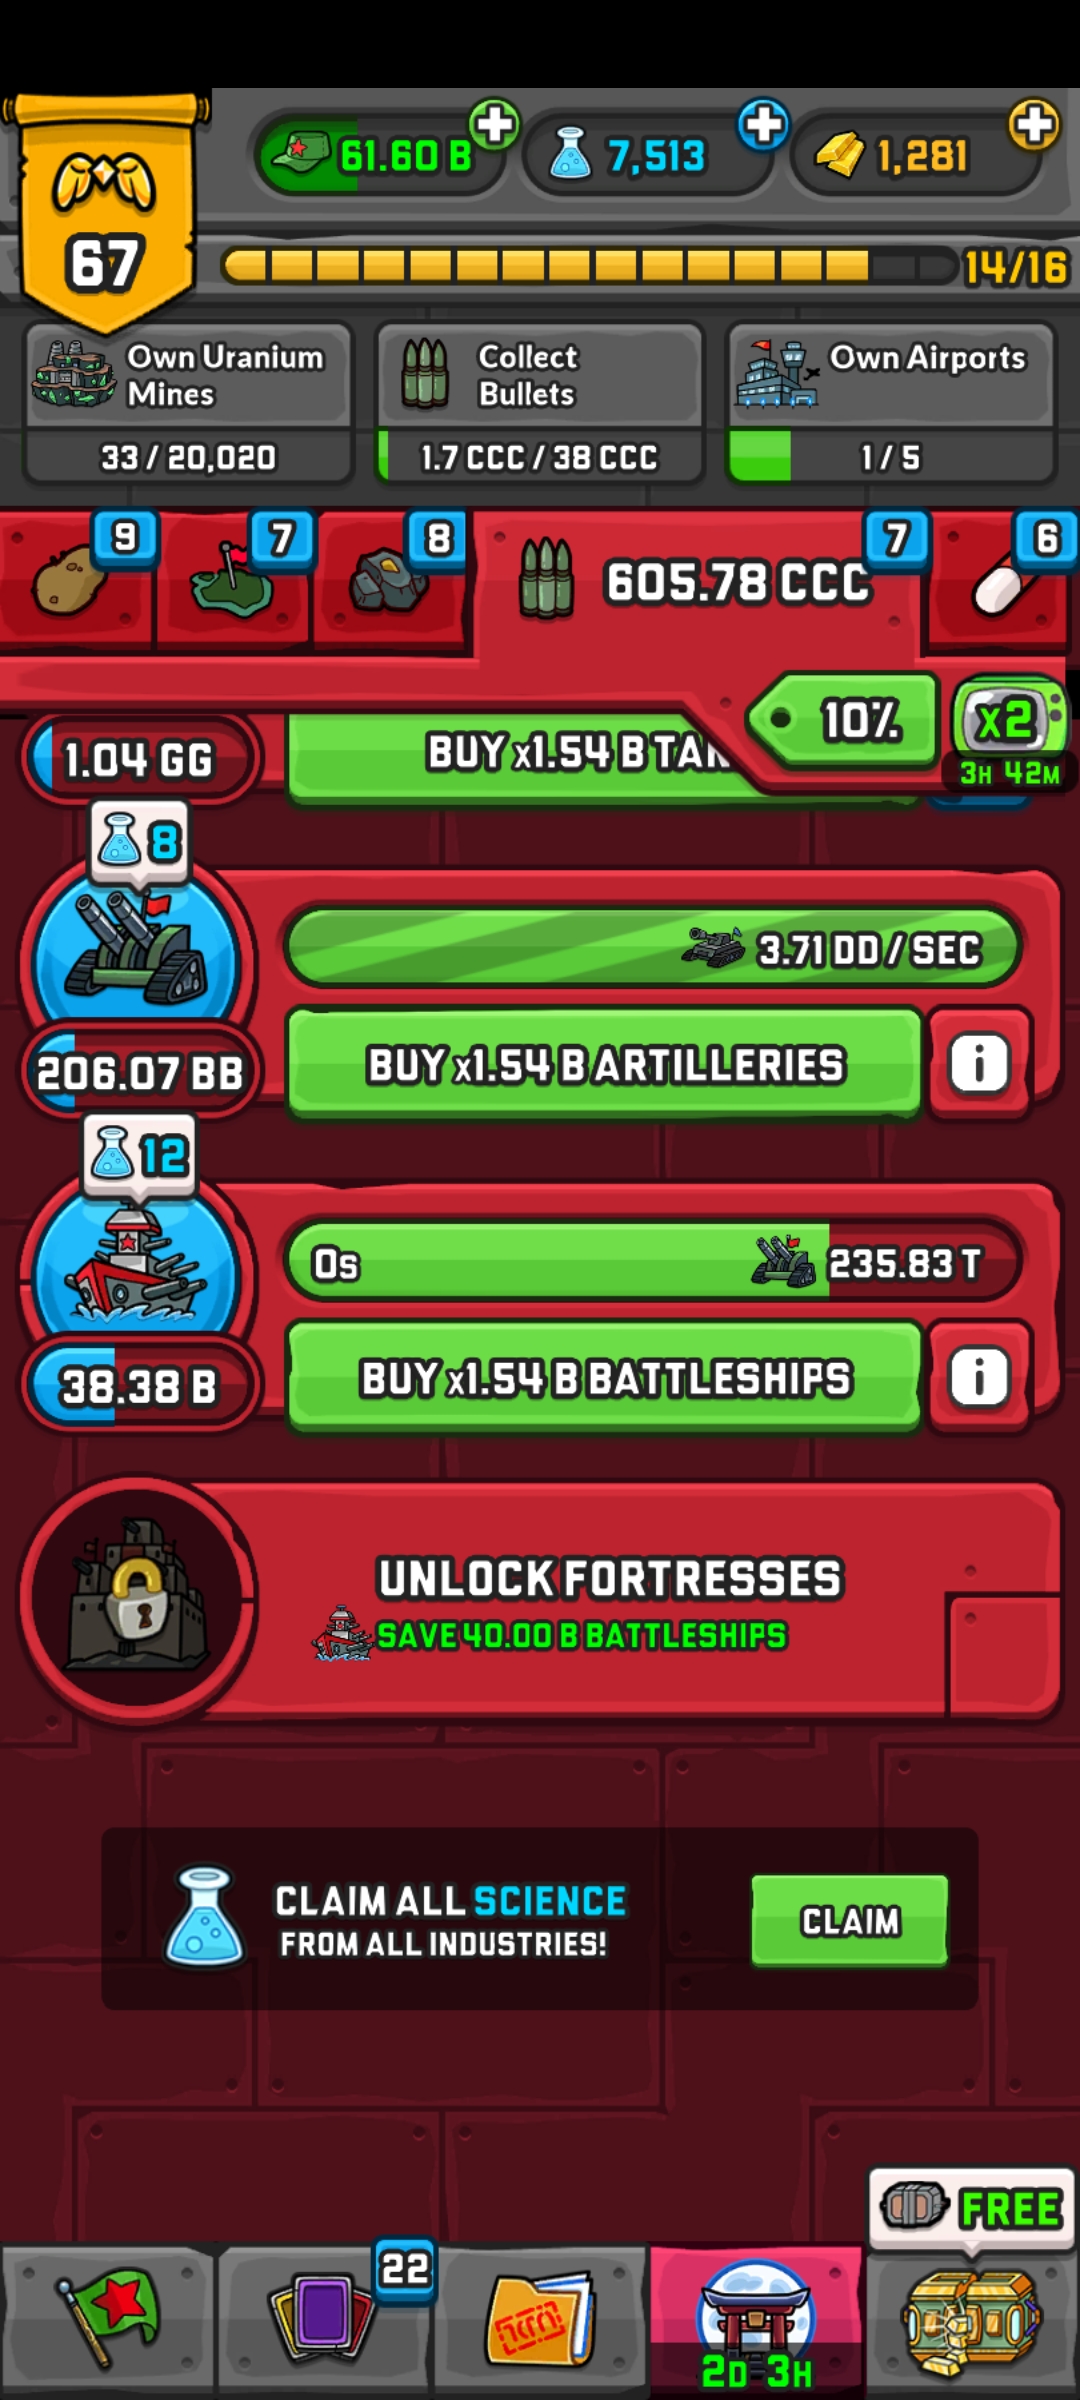 67
61.60 B
7,513
1,281
14/16
Own Uranium
Mines
33 / 20,020
Collect
Bullets
1.7 CCC / 38 CCC
Own Airports
1 / 5
9
7
8
605.78 CCC
7
6
10%
x2
3H 42M
1.04 GG
BUY x1.54 B TAN
8
3.71 DD / SEC
206.07 BB
BUY x1.54 B ARTILLERIES
i
12
0s
235.83 T
38.38 B
BUY x1.54 B BATTLESHIPS
i
UNLOCK FORTRESSES
SAVE 40.00 B BATTLESHIPS
CLAIM ALL SCIENCE
FROM ALL INDUSTRIES!
CLAIM
FREE
22
2D 3H